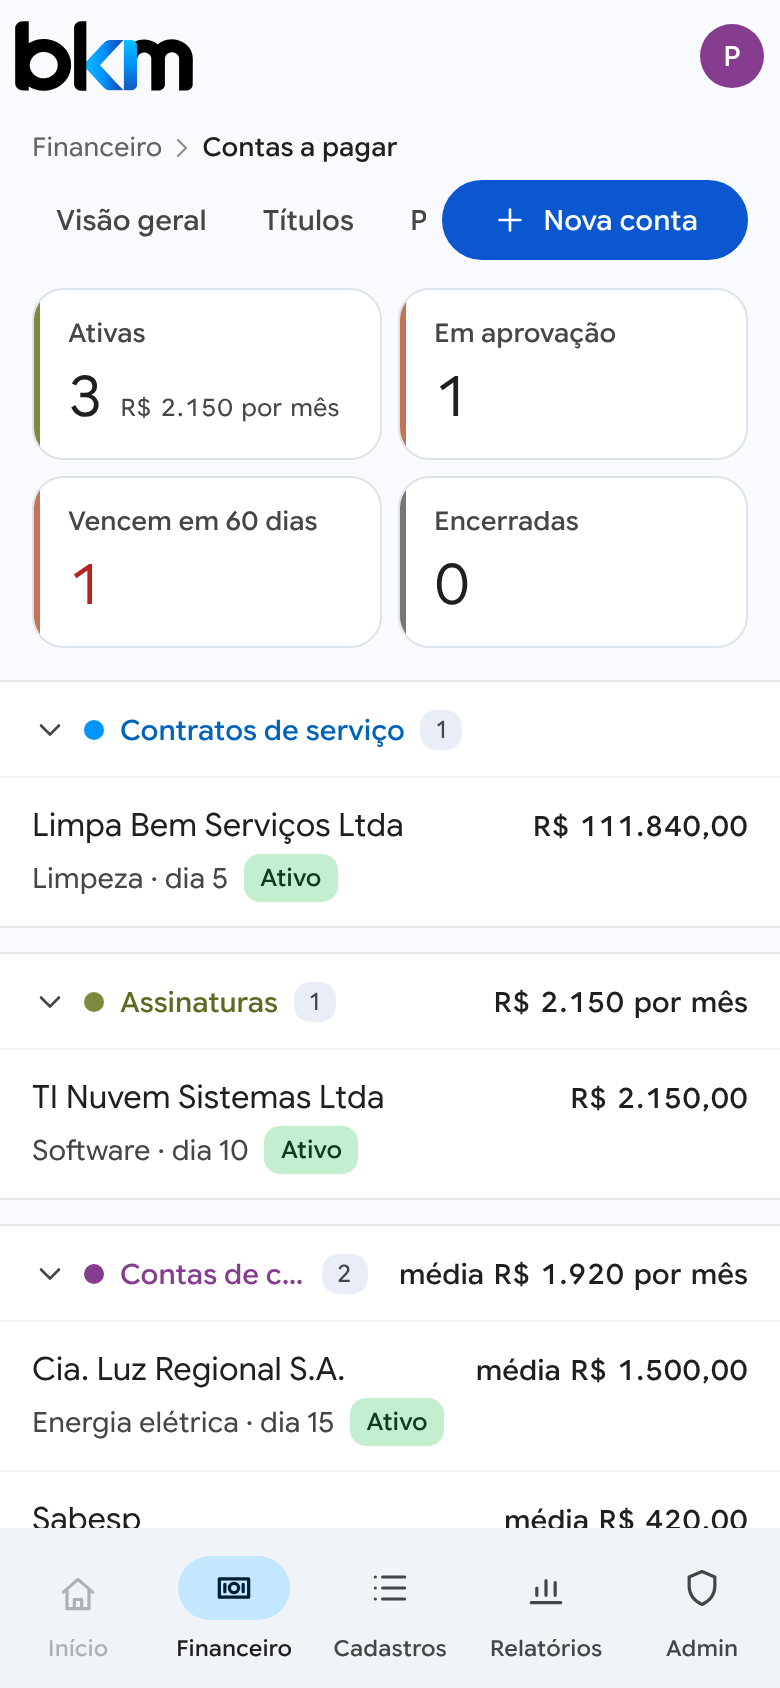 bkm
P
Financeiro > Contas a pagar
Visão geral Títulos P + Nova conta
Ativas
3 R$ 2.150 por mês
Em aprovação
1
Vencem em 60 dias
1
Encerradas
0
Contratos de serviço 1
Limpa Bem Serviços Ltda R$ 111.840,00
Limpeza · dia 5 Ativo
Assinaturas 1 R$ 2.150 por mês
TI Nuvem Sistemas Ltda R$ 2.150,00
Software · dia 10 Ativo
Contas de c... 2 média R$ 1.920 por mês
Cia. Luz Regional S.A. média R$ 1.500,00
Energia elétrica · dia 15 Ativo
Sabesp média R$ 420,00
Início Financeiro Cadastros Relatórios Admin